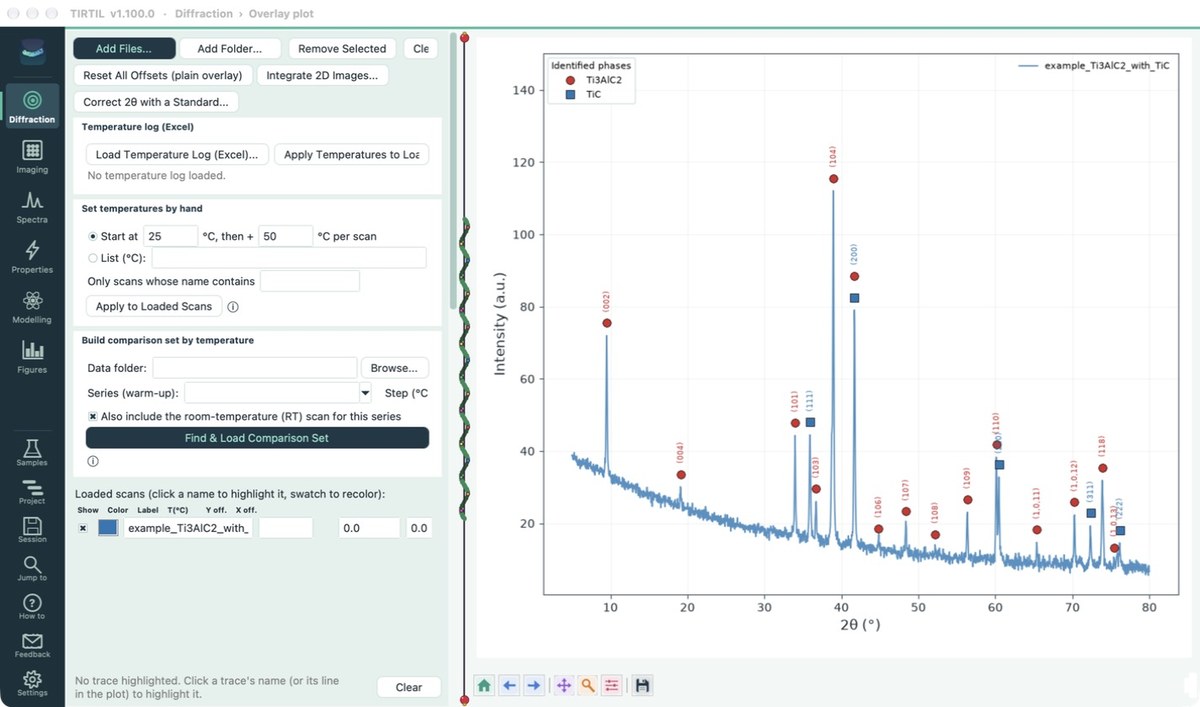 TIRTIL v1.100.0 · Diffraction › Overlay plot
Add Files...
Add Folder...
Remove Selected
Cle
Reset All Offsets (plain overlay)
Integrate 2D Images...
Correct 2θ with a Standard...
Temperature log (Excel)
Load Temperature Log (Excel)...
Apply Temperatures to Loa
No temperature log loaded.
Set temperatures by hand
Start at 25 °C, then + 50 °C per scan
List (°C):
Only scans whose name contains
Apply to Loaded Scans
Build comparison set by temperature
Data folder:
Browse...
Series (warm-up):
Step (°C
Also include the room-temperature (RT) scan for this series
Find & Load Comparison Set
Loaded scans (click a name to highlight it, swatch to recolor):
Show Color Label T(°C) Y off. X off.
example_Ti3AlC2_with_ 0.0 0.0
No trace highlighted. Click a trace's name (or its line
in the plot) to highlight it.
Clear
Diffraction
Imaging
Spectra
Properties
Modelling
Figures
Samples
Project
Session
Jump to
How to
Feedback
Settings
Identified phases
Ti3AlC2
TiC
example_Ti3AlC2_with_TiC
Intensity (a.u.)
140
120
100
80
60
40
20
(002)
(004)
(101)
(111)
(103)
(104)
(200)
(106)
(107)
(108)
(109)
(110)
(1,0,11)
(1,0,12)
(311)
(118)
(1,0,13)
(222)
10 20 30 40 50 60 70 80
2θ (°)